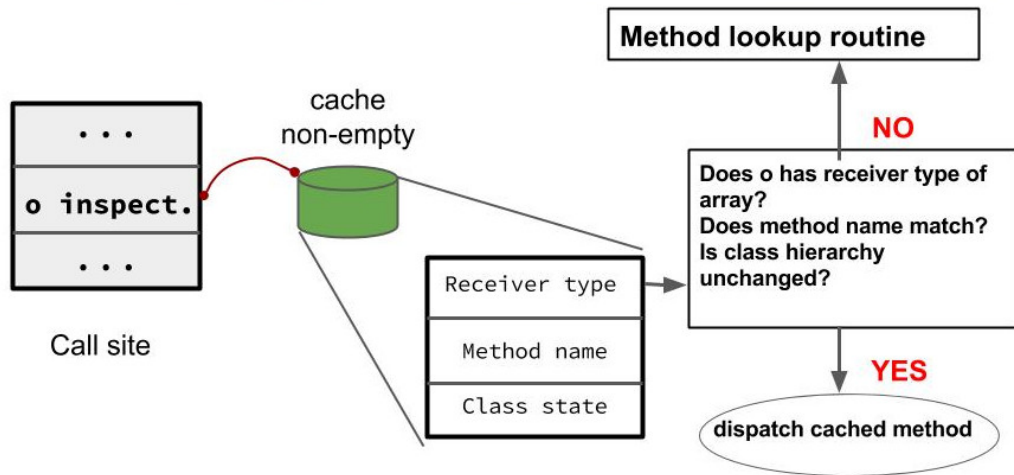 Method lookup routine
cache
non-empty
NO
...
o inspect.
...
Call site
Does o has receiver type of
array?
Does method name match?
Is class hierarchy
unchanged?
Receiver type
Method name
Class state
YES
dispatch cached method